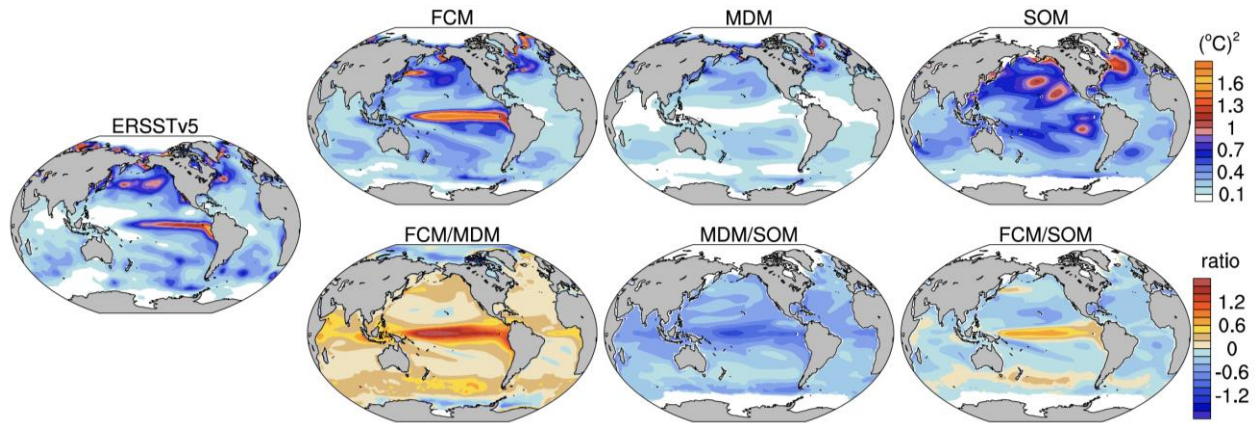 FCM
MDM
SOM
(°C)²
1.6
1.3
1
0.7
0.4
0.1
ERSSTv5
FCM/MDM
MDM/SOM
FCM/SOM
ratio
1.2
0.6
0
-0.6
-1.2